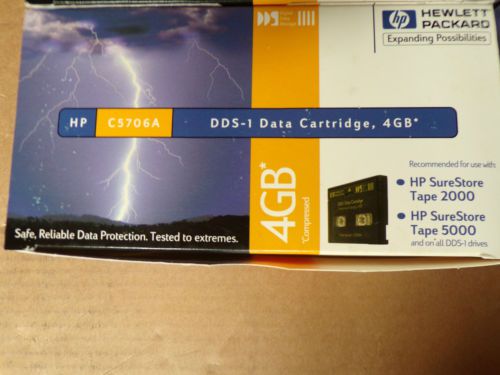 DDS
hp
HEWLETT
PACKARD
Expanding Possibilities
HP C5706A DDS-1 Data Cartridge, 4GB*
4GB*
*Compressed
Recommended for use with:
• HP SureStore
Tape 2000
• HP SureStore
Tape 5000
and on all DDS-1 drives
Safe, Reliable Data Protection. Tested to extremes.